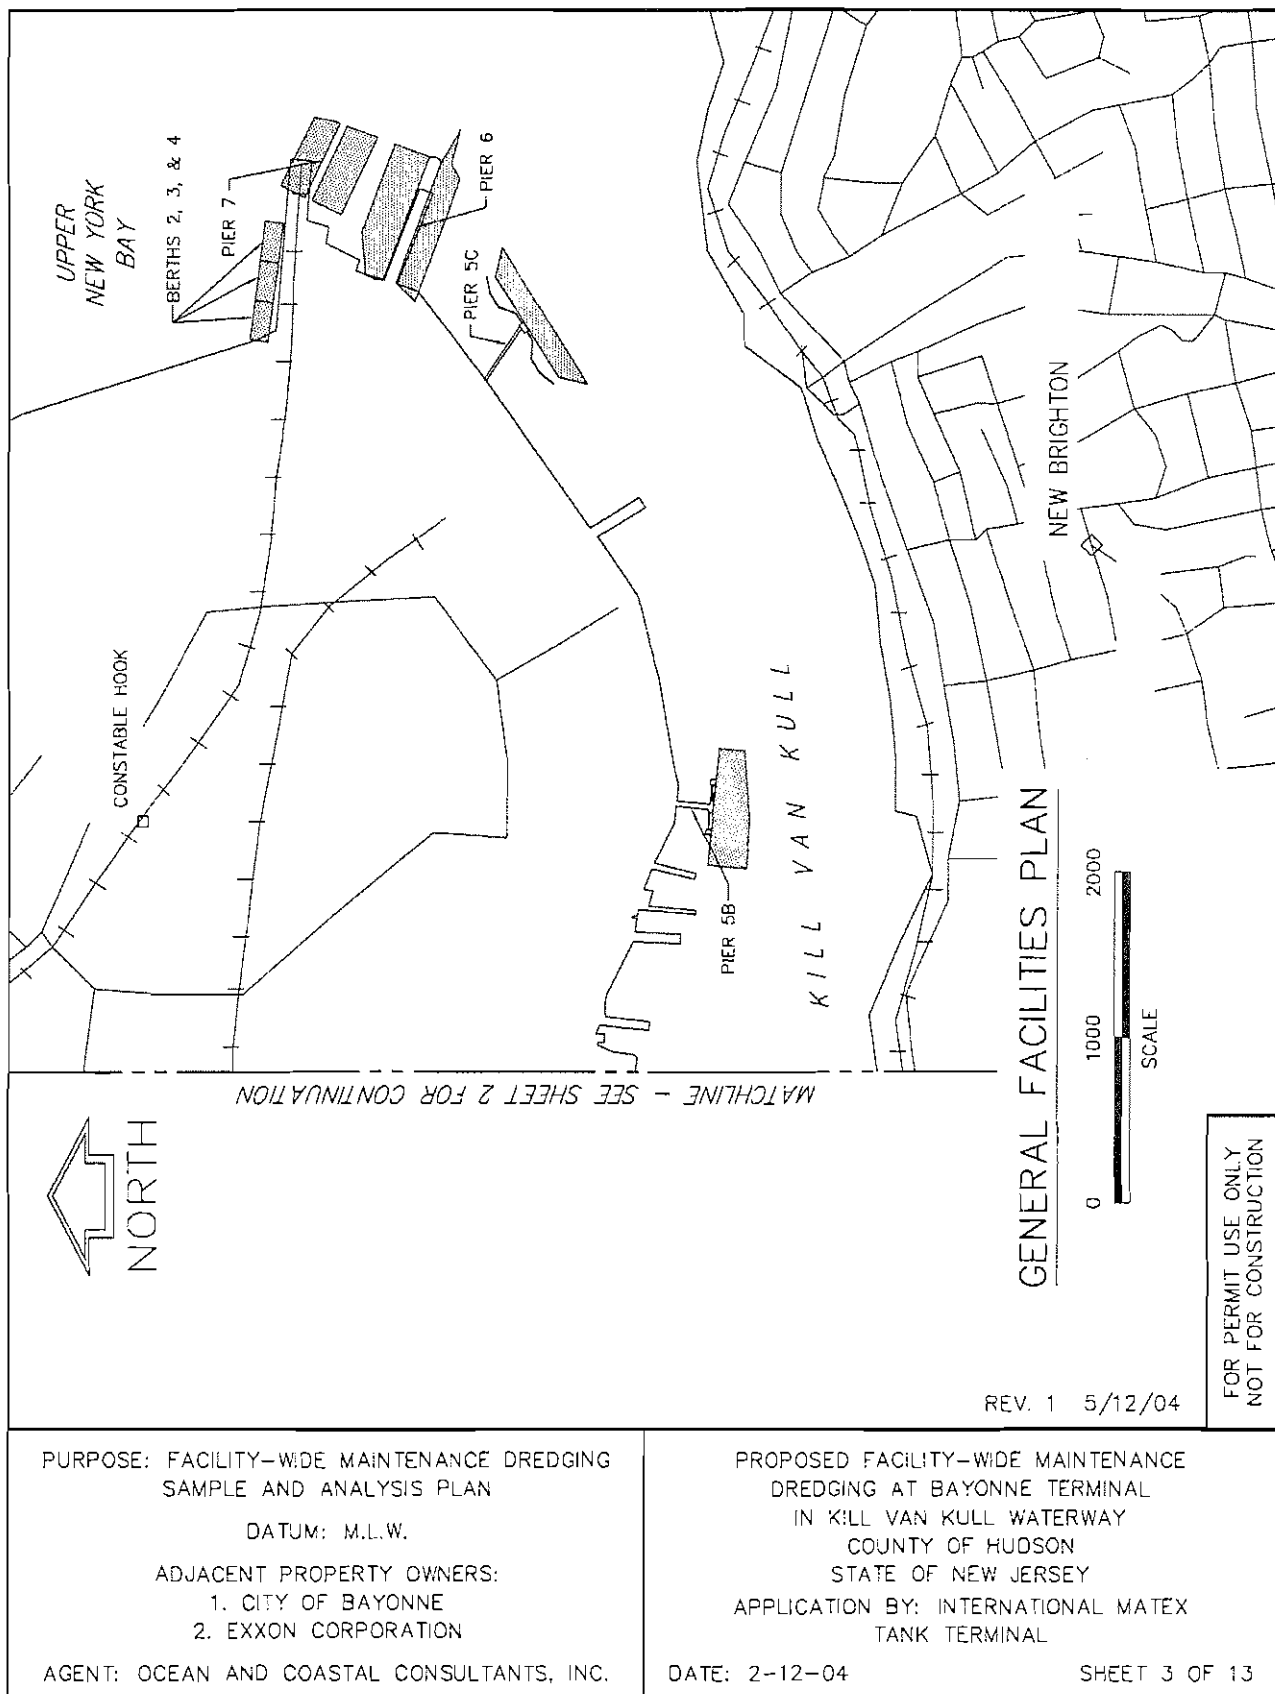 UPPER
NEW YORK
BAY
BERTHS 2, 3, & 4
PIER 7
PIER 6
PIER 5C
CONSTABLE HOOK
NEW BRIGHTON
PIER 5B
KILL VAN KULL
MATCHLINE - SEE SHEET 2 FOR CONTINUATION
NORTH
GENERAL FACILITIES PLAN
0 1000 2000
SCALE
REV. 1 5/12/04
FOR PERMIT USE ONLY
NOT FOR CONSTRUCTION
PURPOSE: FACILITY-WIDE MAINTENANCE DREDGING
SAMPLE AND ANALYSIS PLAN
DATUM: M.L.W.
ADJACENT PROPERTY OWNERS:
1. CITY OF BAYONNE
2. EXXON CORPORATION
AGENT: OCEAN AND COASTAL CONSULTANTS, INC.
PROPOSED FACILITY-WIDE MAINTENANCE
DREDGING AT BAYONNE TERMINAL
IN KILL VAN KULL WATERWAY
COUNTY OF HUDSON
STATE OF NEW JERSEY
APPLICATION BY: INTERNATIONAL MATEX
TANK TERMINAL
DATE: 2-12-04 SHEET 3 OF 13